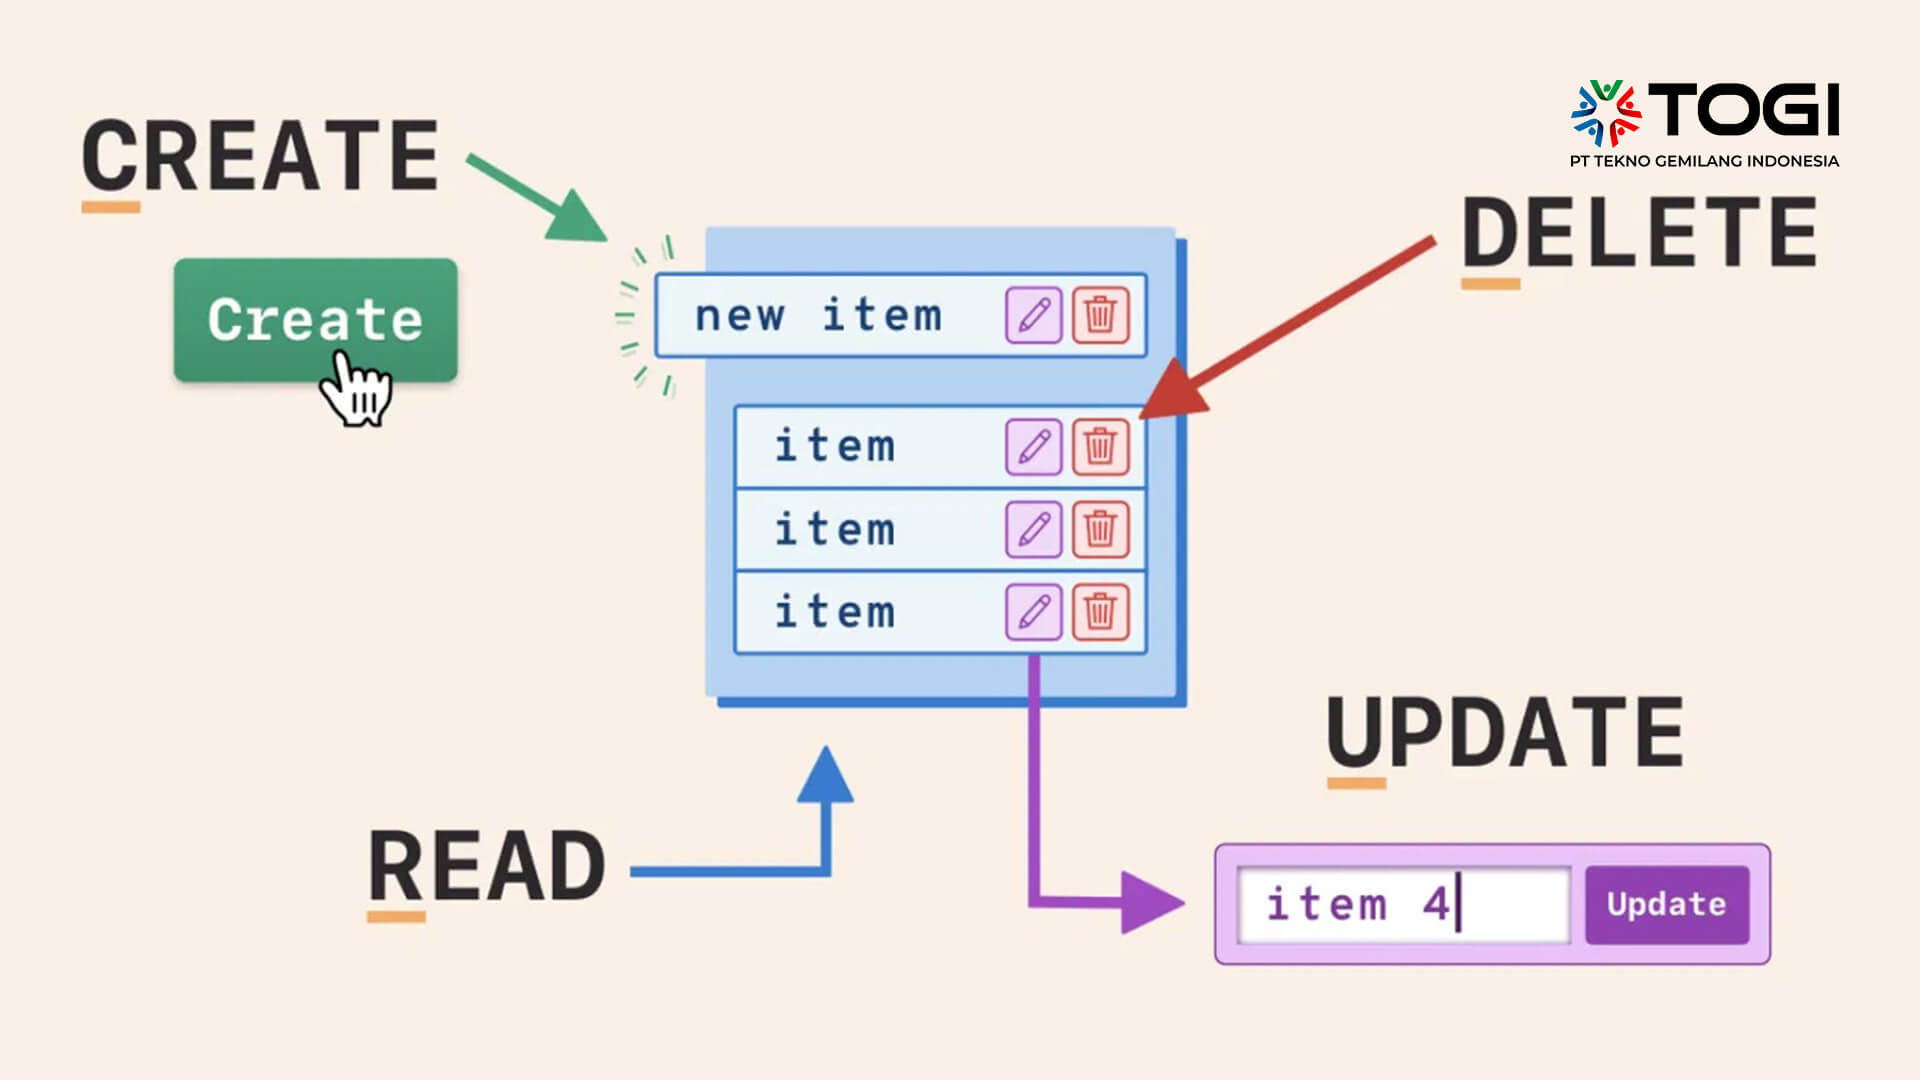 TOGI
PT TEKNO GEMILANG INDONESIA
CREATE
DELETE
Create
new item
item
item
item
UPDATE
READ
item 4
Update